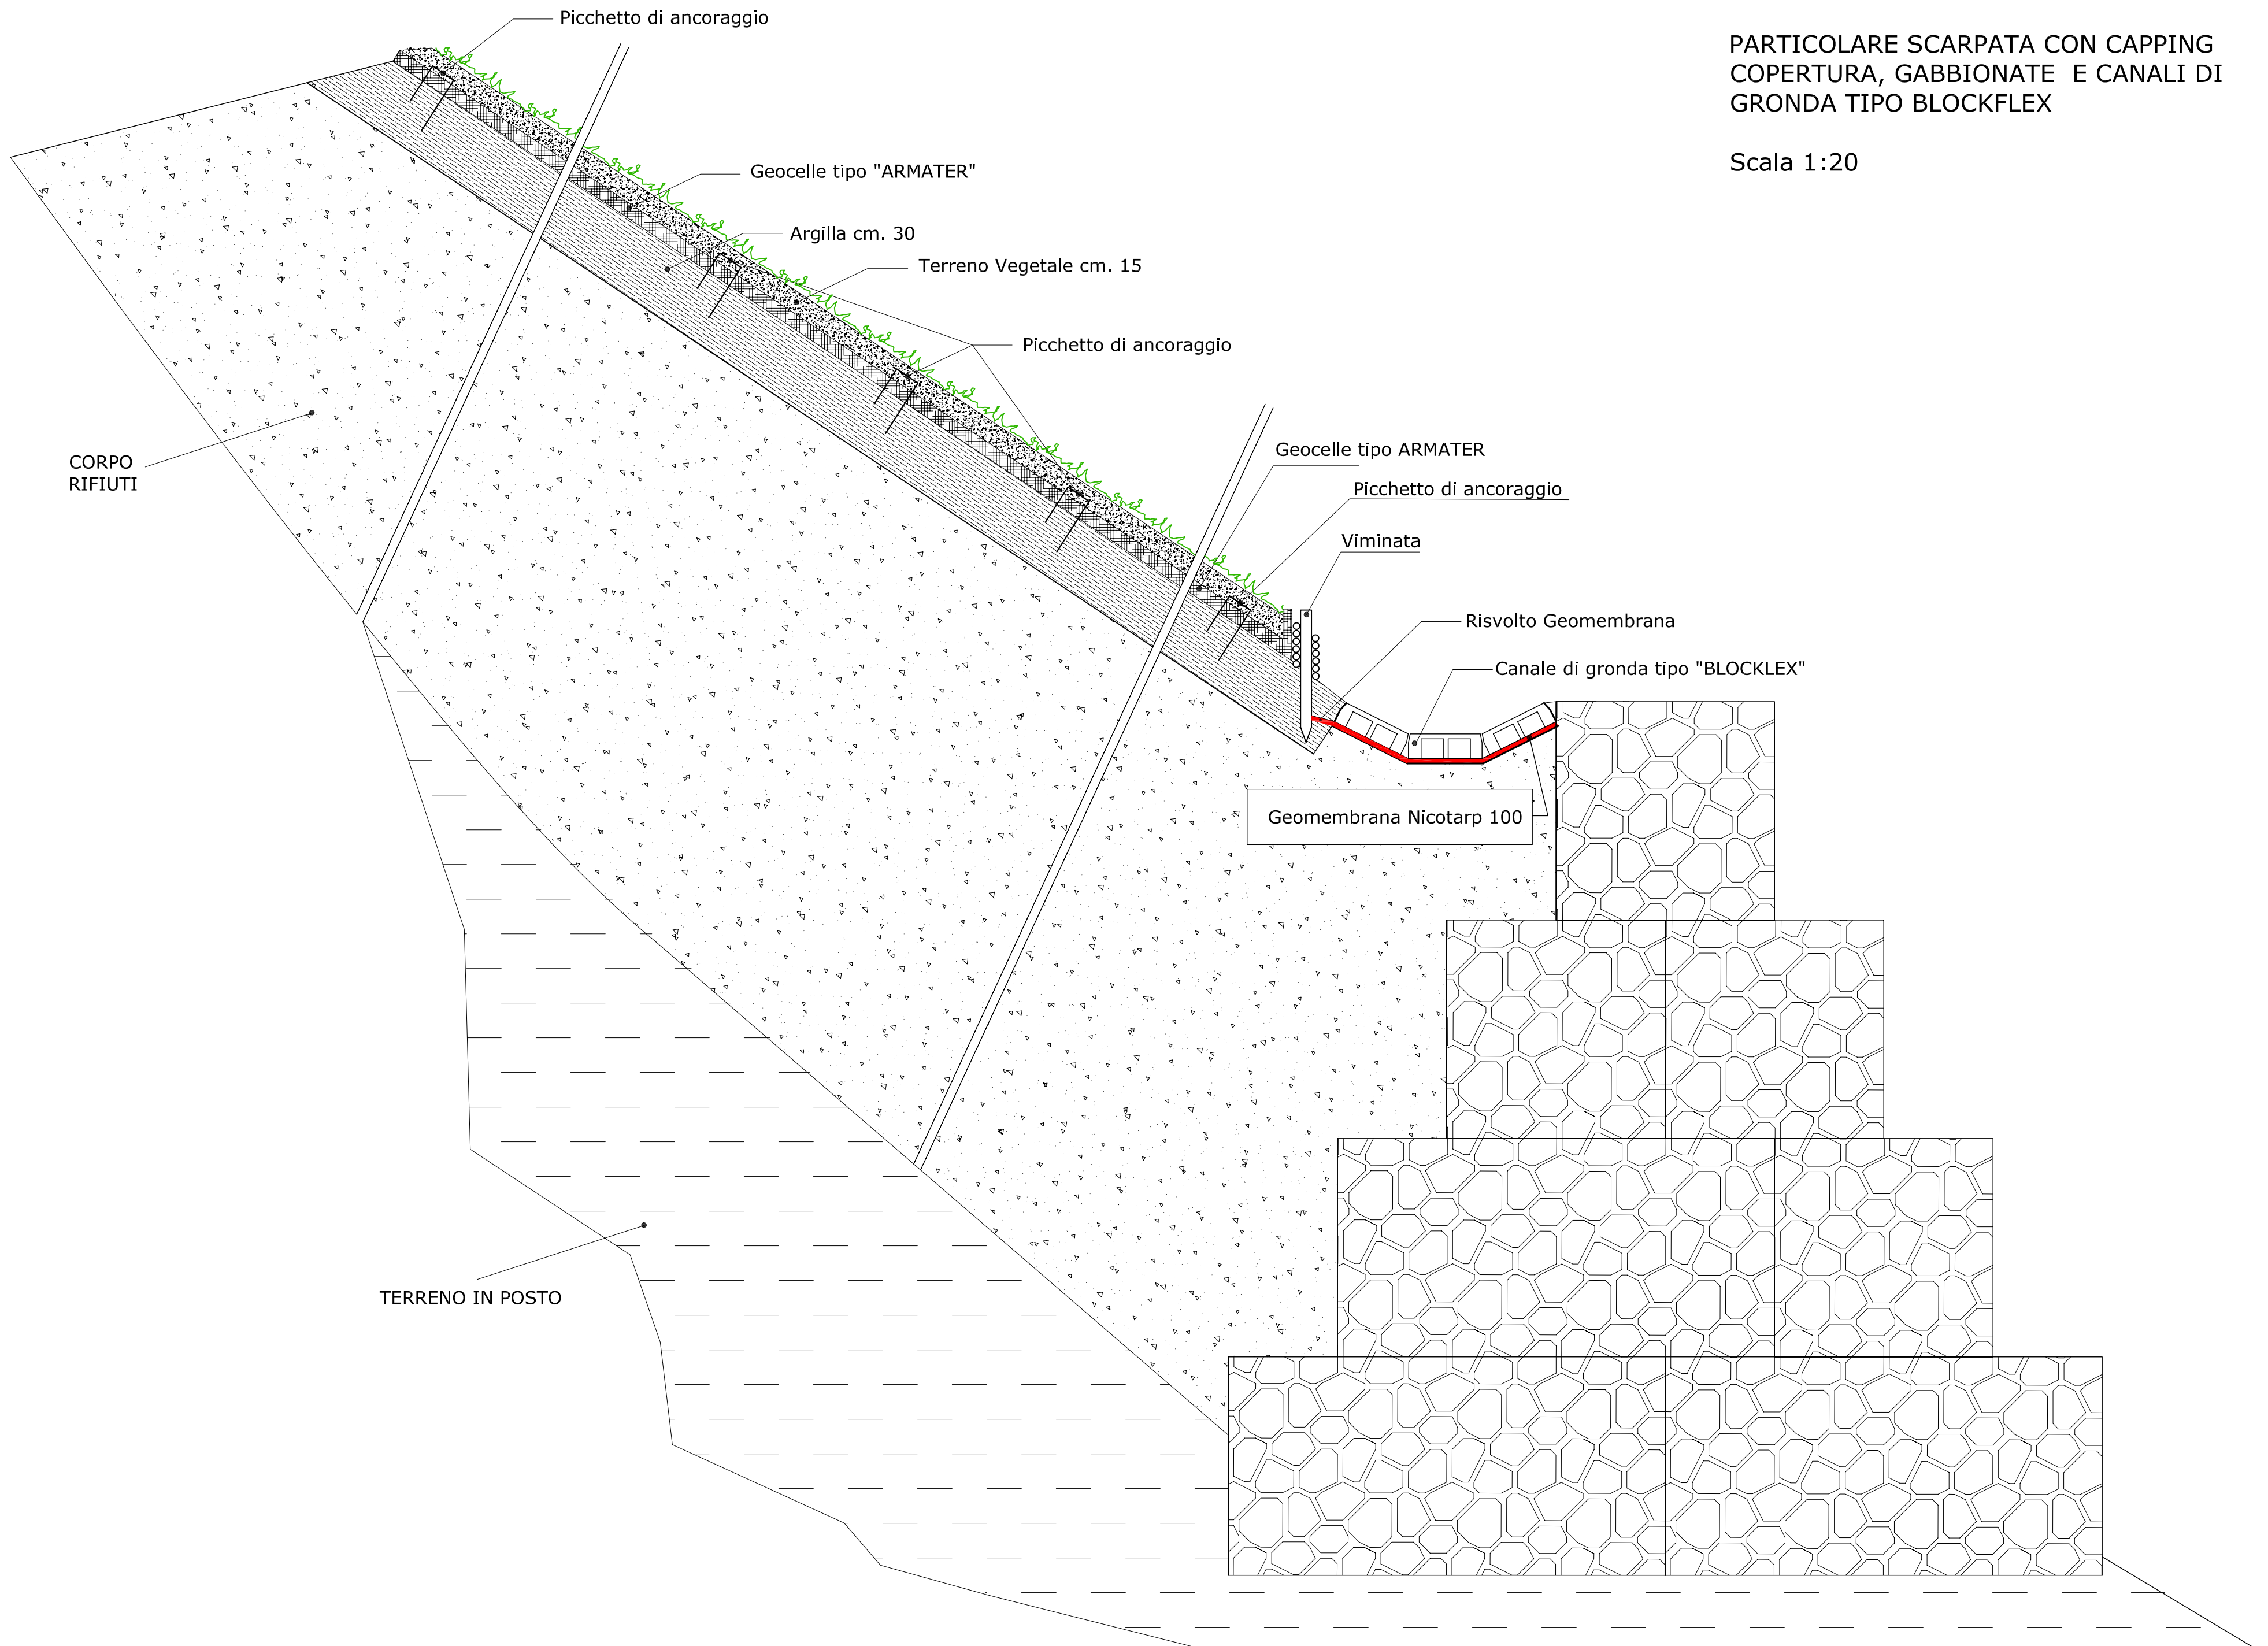 Picchetto di ancoraggio
PARTICOLARE SCARPATA CON CAPPING
COPERTURA, GABBIONATE E CANALI DI
GRONDA TIPO BLOCKFLEX
Scala 1:20
Geocelle tipo "ARMATER"
Argilla cm. 30
Terreno Vegetale cm. 15
Picchetto di ancoraggio
CORPO
RIFIUTI
Geocelle tipo ARMATER
Picchetto di ancoraggio
Viminata
Risvolto Geomembrana
Canale di gronda tipo "BLOCKLEX"
Geomembrana Nicotarp 100
TERRENO IN POSTO